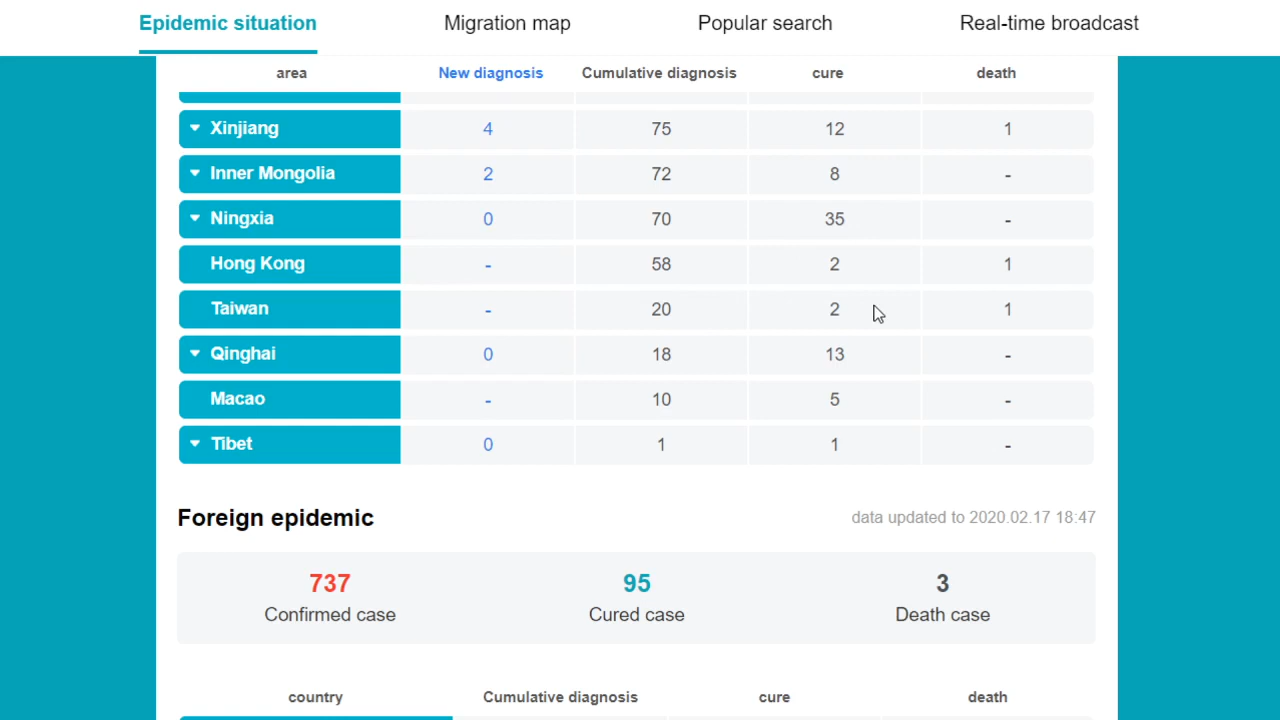 Epidemic situation Migration map Popular search Real-time broadcast
area New diagnosis Cumulative diagnosis cure death
Xinjiang 4 75 12 1
Inner Mongolia 2 72 8 -
Ningxia 0 70 35 -
Hong Kong - 58 2 1
Taiwan - 20 2 1
Qinghai 0 18 13 -
Macao - 10 5 -
Tibet 0 1 1 -
Foreign epidemic data updated to 2020.02.17 18:47
737 95 3
Confirmed case Cured case Death case
country Cumulative diagnosis cure death